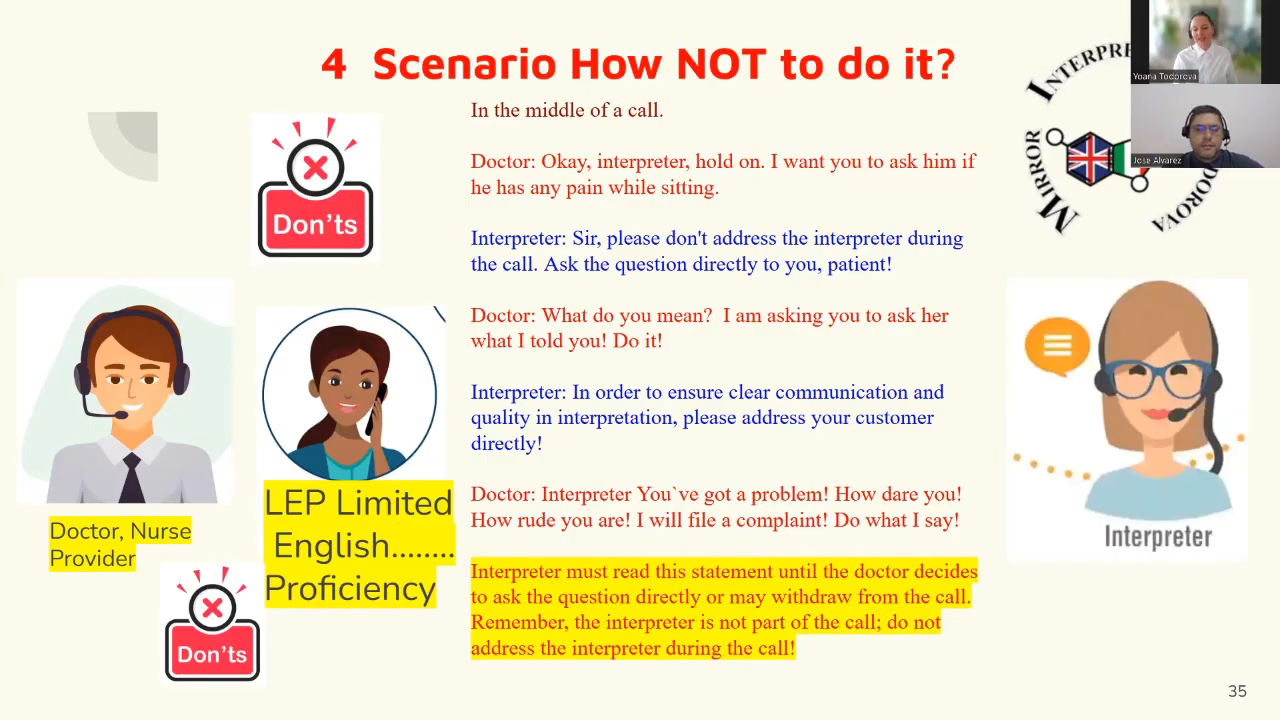 4 Scenario How NOT to do it?
In the middle of a call.
Doctor: Okay, interpreter, hold on. I want you to ask him if
he has any pain while sitting.
Interpreter: Sir, please don't address the interpreter during
the call. Ask the question directly to you, patient!
Doctor: What do you mean?  I am asking you to ask her
what I told you! Do it!
Interpreter: In order to ensure clear communication and
quality in interpretation, please address your customer
directly!
Doctor: Interpreter You`ve got a problem! How dare you!
How rude you are! I will file a complaint! Do what I say!
Interpreter must read this statement until the doctor decides
to ask the question directly or may withdraw from the call.
Remember, the interpreter is not part of the call; do not
address the interpreter during the call!
Don'ts
Doctor, Nurse
Provider
LEP Limited
English........
Proficiency
Don'ts
Interpreter
MIRROR
Yoana Todorova
Jose Alvarez
35